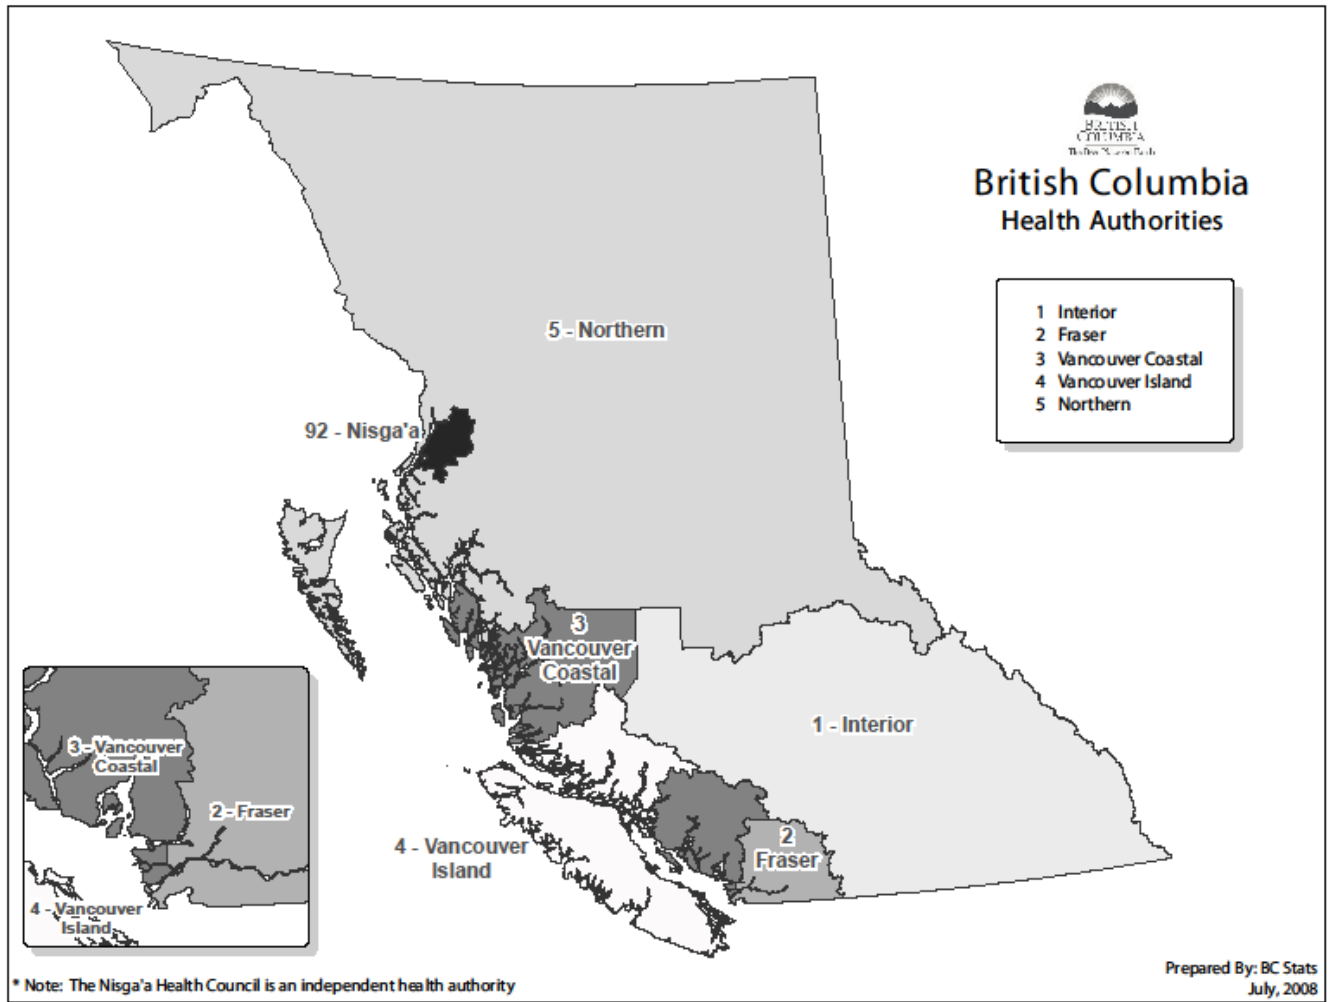 BRITISH
COLUMBIA
British Columbia
Health Authorities
1 Interior
2 Fraser
3 Vancouver Coastal
4 Vancouver Island
5 Northern
5 - Northern
92 - Nisga'a
3
Vancouver
Coastal
1 - Interior
3 - Vancouver
Coastal
2 - Fraser
4 - Vancouver
Island
2
Fraser
4 - Vancouver
Island
* Note: The Nisga'a Health Council is an independent health authority
Prepared By: BC Stats
July, 2008